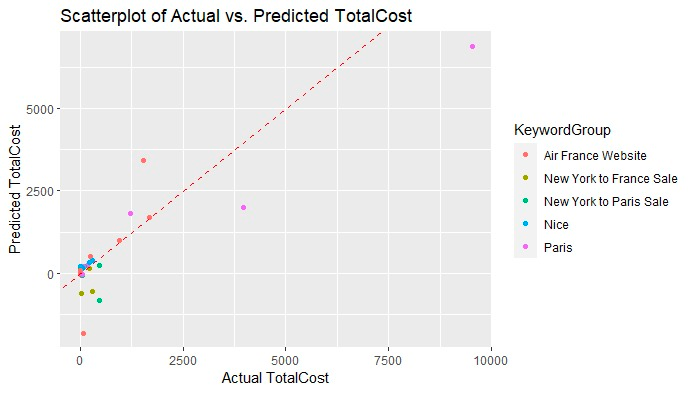 Scatterplot of Actual vs. Predicted TotalCost
Predicted TotalCost
5000
2500
0
0
2500
5000
7500
10000
Actual TotalCost
KeywordGroup
Air France Website
New York to France Sale
New York to Paris Sale
Nice
Paris